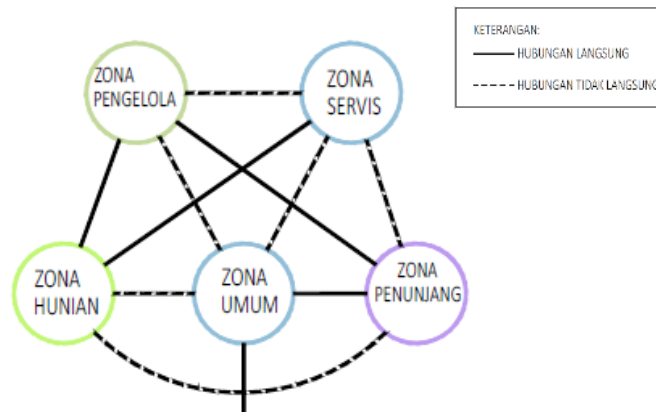 ZONA
PENGELOLA
ZONA
SERVIS
KETERANGAN:
HUBUNGAN LANGSUNG
HUBUNGAN TIDAK LANGSUNG
ZONA
HUNIAN
ZONA
UMUM
ZONA
PENUNJANG